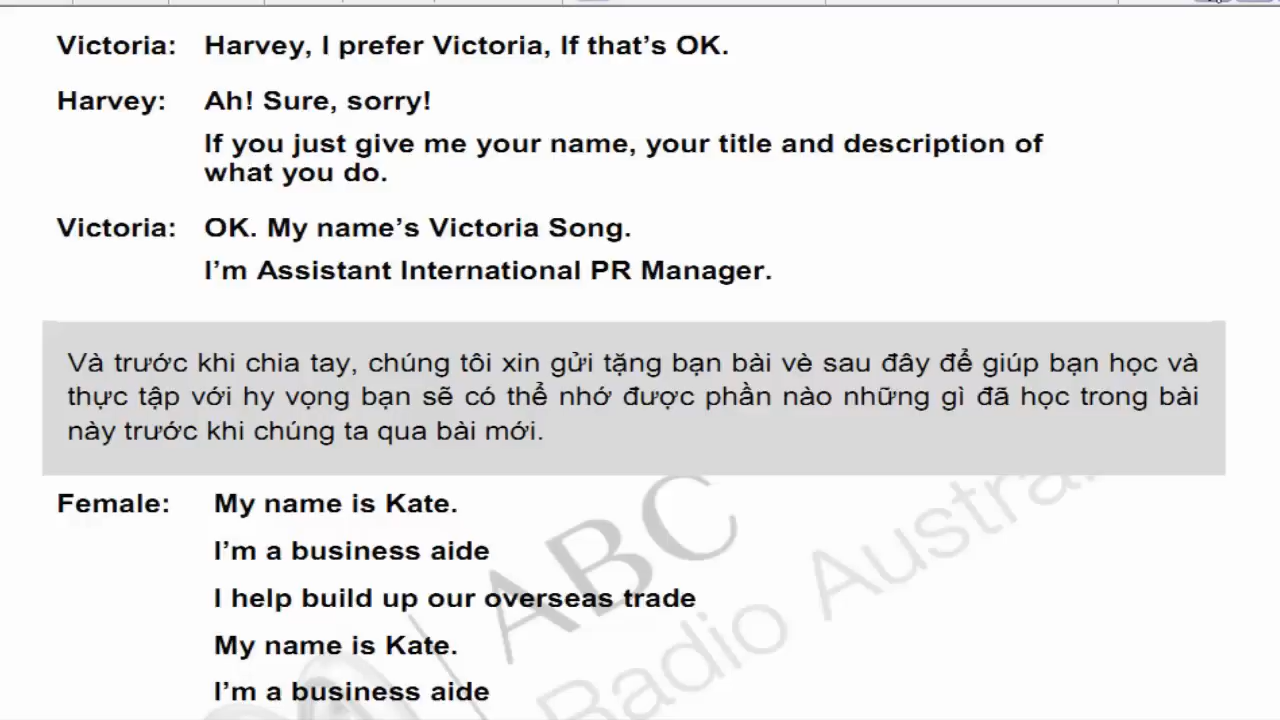 Victoria: Harvey, I prefer Victoria, If that's OK.
Harvey: Ah! Sure, sorry!
If you just give me your name, your title and description of
what you do.
Victoria: OK. My name's Victoria Song.
I'm Assistant International PR Manager.
Và trước khi chia tay, chúng tôi xin gửi tặng bạn bài vè sau đây để giúp bạn học và
thực tập với hy vọng bạn sẽ có thể nhớ được phần nào những gì đã học trong bài
này trước khi chúng ta qua bài mới.
Female: My name is Kate.
I'm a business aide
I help build up our overseas trade
My name is Kate.
I'm a business aide
ABC
Radio Australia